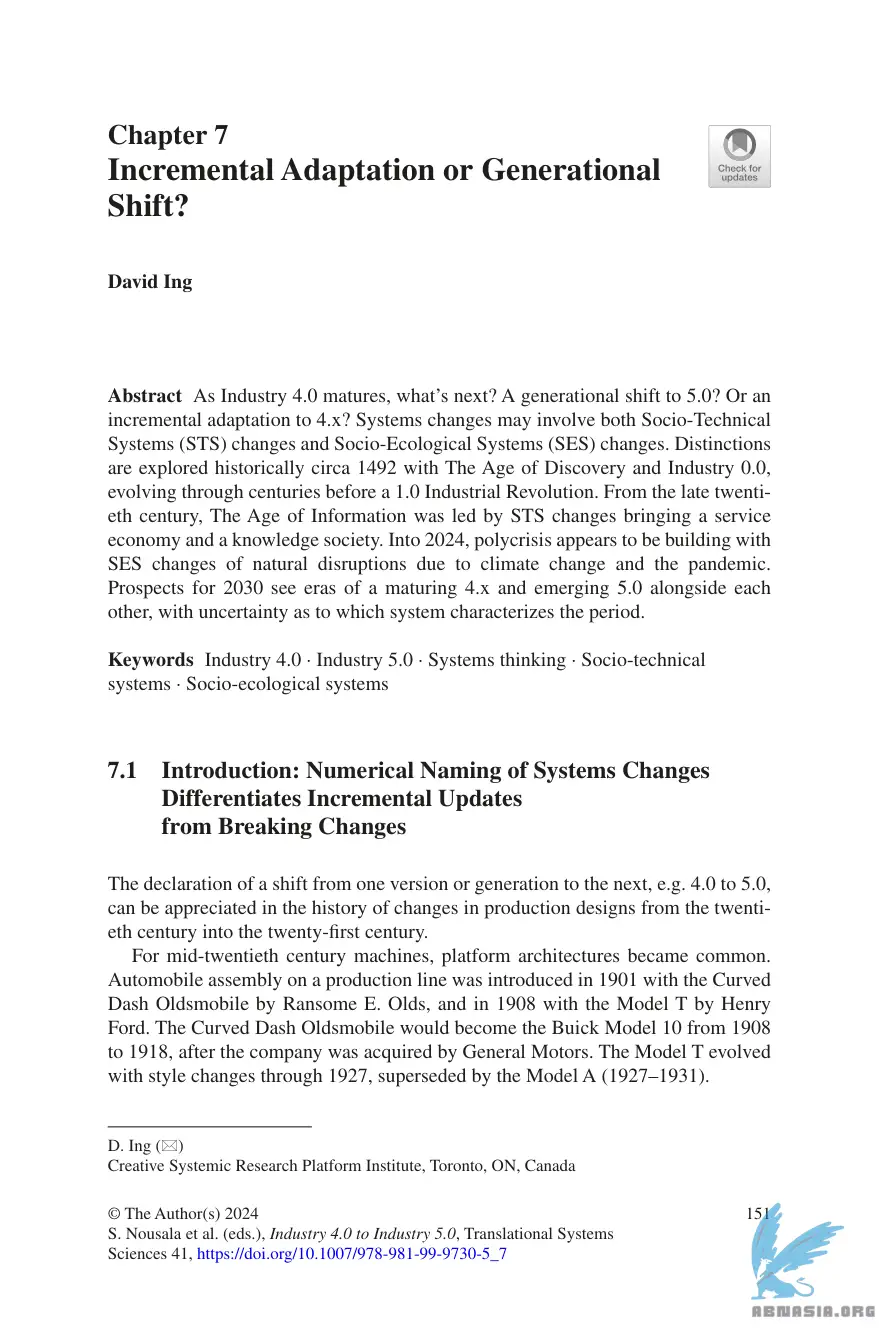 Chapter 7
Incremental Adaptation or Generational
Shift?
Check for
updates
David Ing
Abstract As Industry 4.0 matures, what’s next? A generational shift to 5.0? Or an
incremental adaptation to 4.x? Systems changes may involve both Socio-Technical
Systems (STS) changes and Socio-Ecological Systems (SES) changes. Distinctions
are explored historically circa 1492 with The Age of Discovery and Industry 0.0,
evolving through centuries before a 1.0 Industrial Revolution. From the late twenti-
eth century, The Age of Information was led by STS changes bringing a service
economy and a knowledge society. Into 2024, polycrisis appears to be building with
SES changes of natural disruptions due to climate change and the pandemic.
Prospects for 2030 see eras of a maturing 4.x and emerging 5.0 alongside each
other, with uncertainty as to which system characterizes the period.
Keywords Industry 4.0 · Industry 5.0 · Systems thinking · Socio-technical
systems · Socio-ecological systems
7.1 Introduction: Numerical Naming of Systems Changes
Differentiates Incremental Updates
from Breaking Changes
The declaration of a shift from one version or generation to the next, e.g. 4.0 to 5.0,
can be appreciated in the history of changes in production designs from the twenti-
eth century into the twenty-first century.
For mid-twentieth century machines, platform architectures became common.
Automobile assembly on a production line was introduced in 1901 with the Curved
Dash Oldsmobile by Ransome E. Olds, and in 1908 with the Model T by Henry
Ford. The Curved Dash Oldsmobile would become the Buick Model 10 from 1908
to 1918, after the company was acquired by General Motors. The Model T evolved
with style changes through 1927, superseded by the Model A (1927–1931).
D. Ing (✉)
Creative Systemic Research Platform Institute, Toronto, ON, Canada
© The Author(s) 2024
151
S. Nousala et al. (eds.), Industry 4.0 to Industry 5.0, Translational Systems
Sciences 41, https://doi.org/10.1007/978-981-99-9730-5_7
ABNASIA.ORG